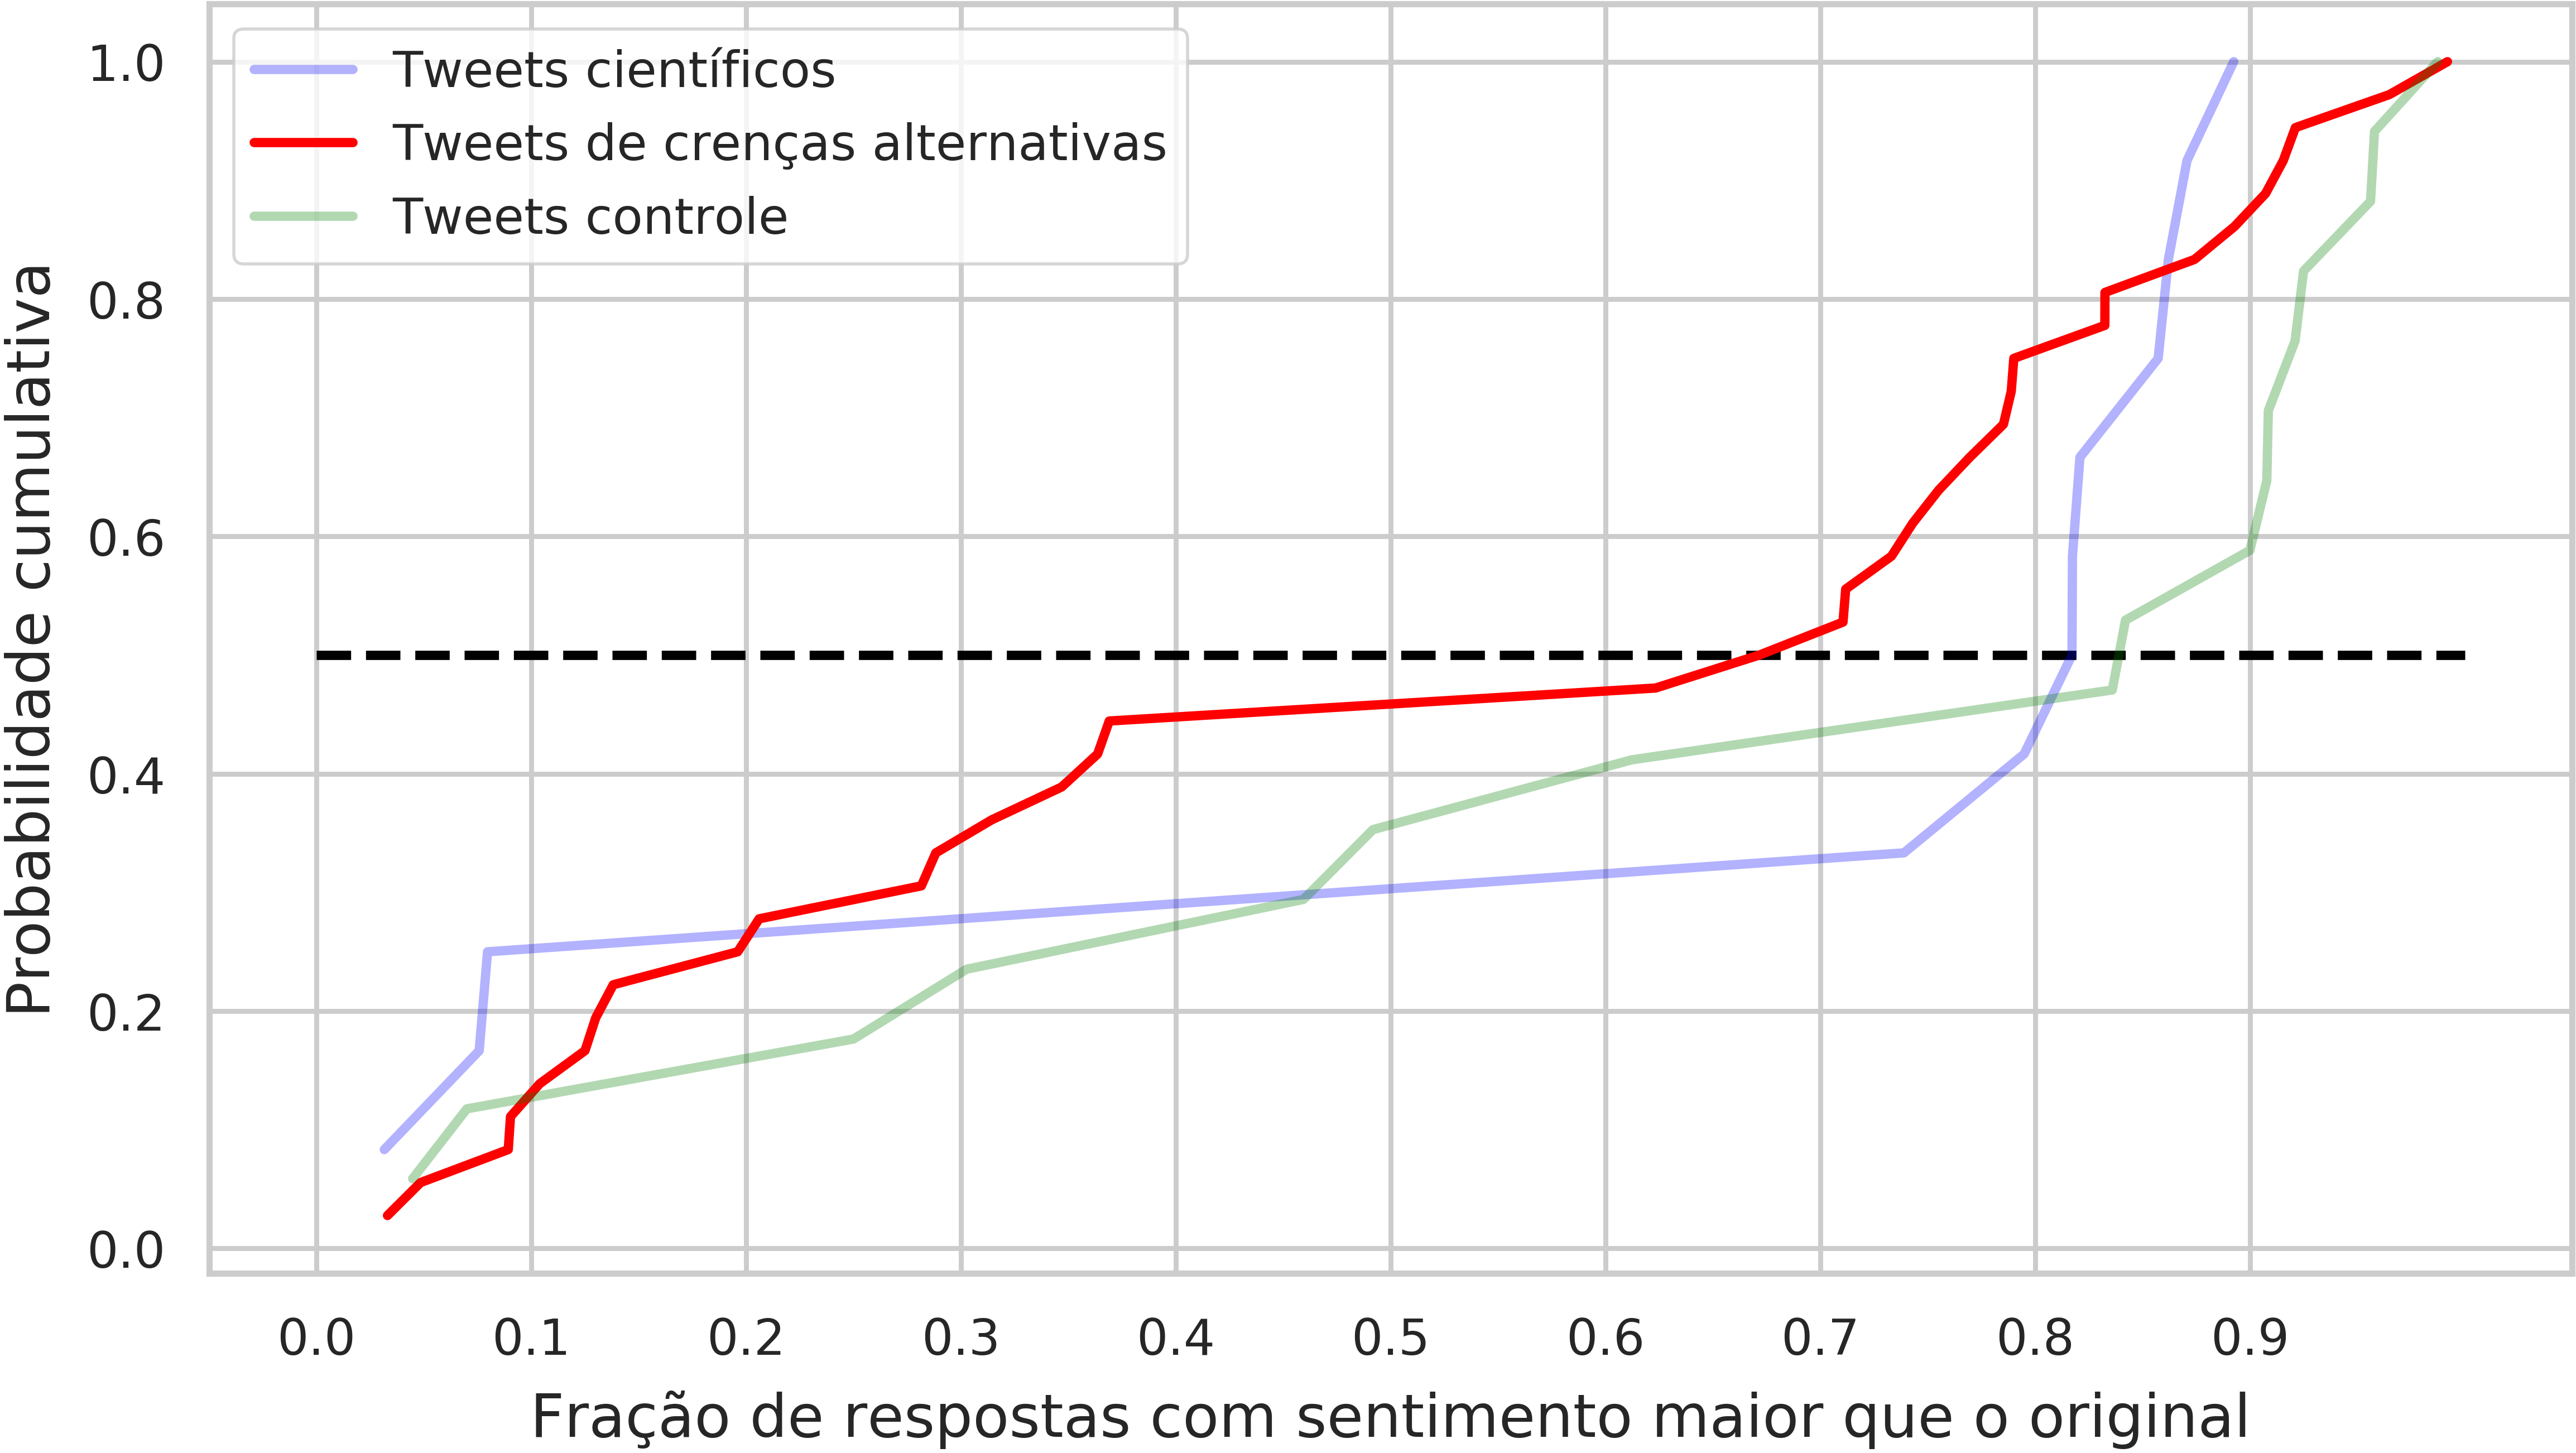 Tweets científicos
Tweets de crenças alternativas
Tweets controle
Probabilidade cumulativa
1.0
0.8
0.6
0.4
0.2
0.0
0.0 0.1 0.2 0.3 0.4 0.5 0.6 0.7 0.8 0.9
Fração de respostas com sentimento maior que o original